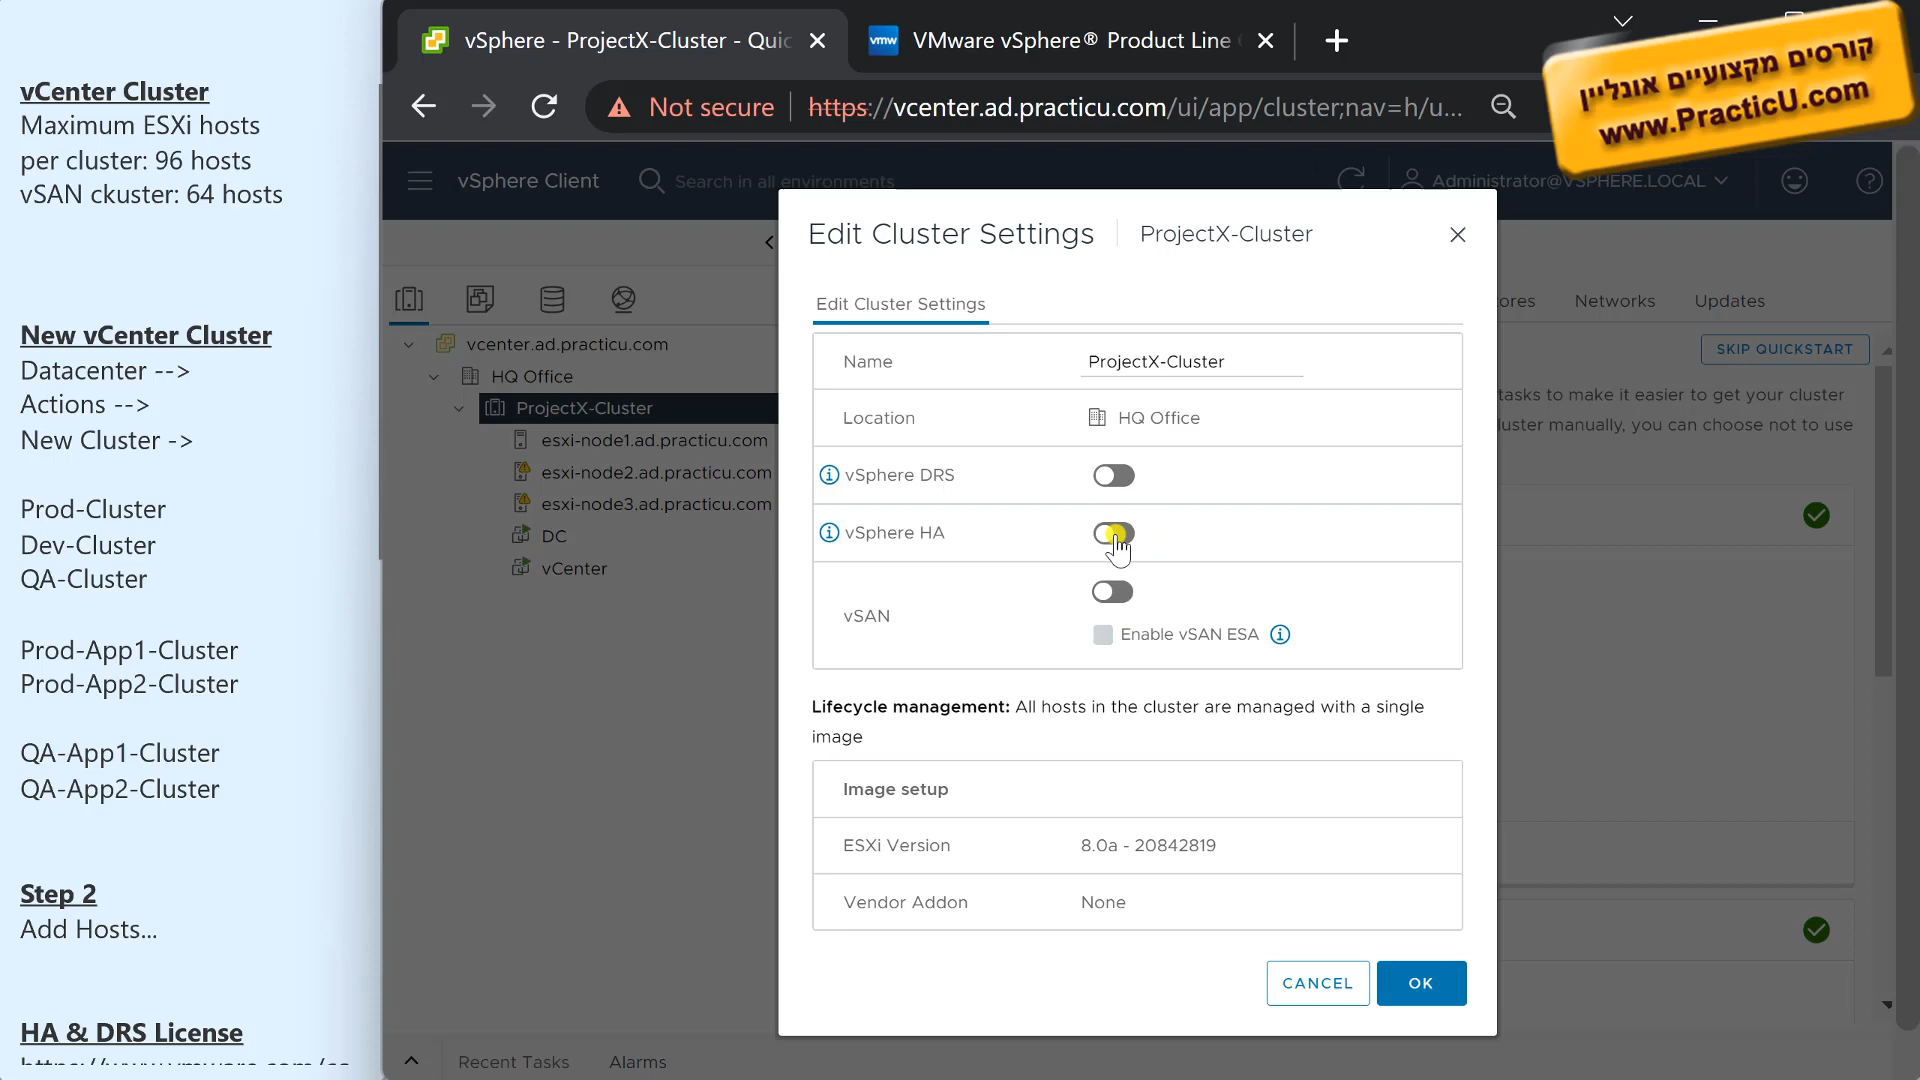 vCenter Cluster
Maximum ESXi hosts
per cluster: 96 hosts
vSAN ckuster: 64 hosts
New vCenter Cluster
Datacenter -->
Actions -->
New Cluster ->
Prod-Cluster
Dev-Cluster
QA-Cluster
Prod-App1-Cluster
Prod-App2-Cluster
QA-App1-Cluster
QA-App2-Cluster
Step 2
Add Hosts...
HA & DRS License
vSphere - ProjectX-Cluster - Quic
vmw VMware vSphere® Product Line
Not secure https://vcenter.ad.practicu.com/ui/app/cluster;nav=h/u...
קורסים מקצועיים אונליין
www.PracticU.com
vSphere Client
Search in all environments
Administrator@VSPHERE.LOCAL
vcenter.ad.practicu.com
HQ Office
ProjectX-Cluster
esxi-node1.ad.practicu.com
esxi-node2.ad.practicu.com
esxi-node3.ad.practicu.com
DC
vCenter
Edit Cluster Settings
ProjectX-Cluster
Edit Cluster Settings
Name ProjectX-Cluster
Location HQ Office
vSphere DRS
vSphere HA
vSAN
Enable vSAN ESA
Lifecycle management: All hosts in the cluster are managed with a single
image
Image setup
ESXi Version 8.0a - 20842819
Vendor Addon None
CANCEL
OK
ores Networks Updates
SKIP QUICKSTART
tasks to make it easier to get your cluster
luster manually, you can choose not to use
Recent Tasks Alarms